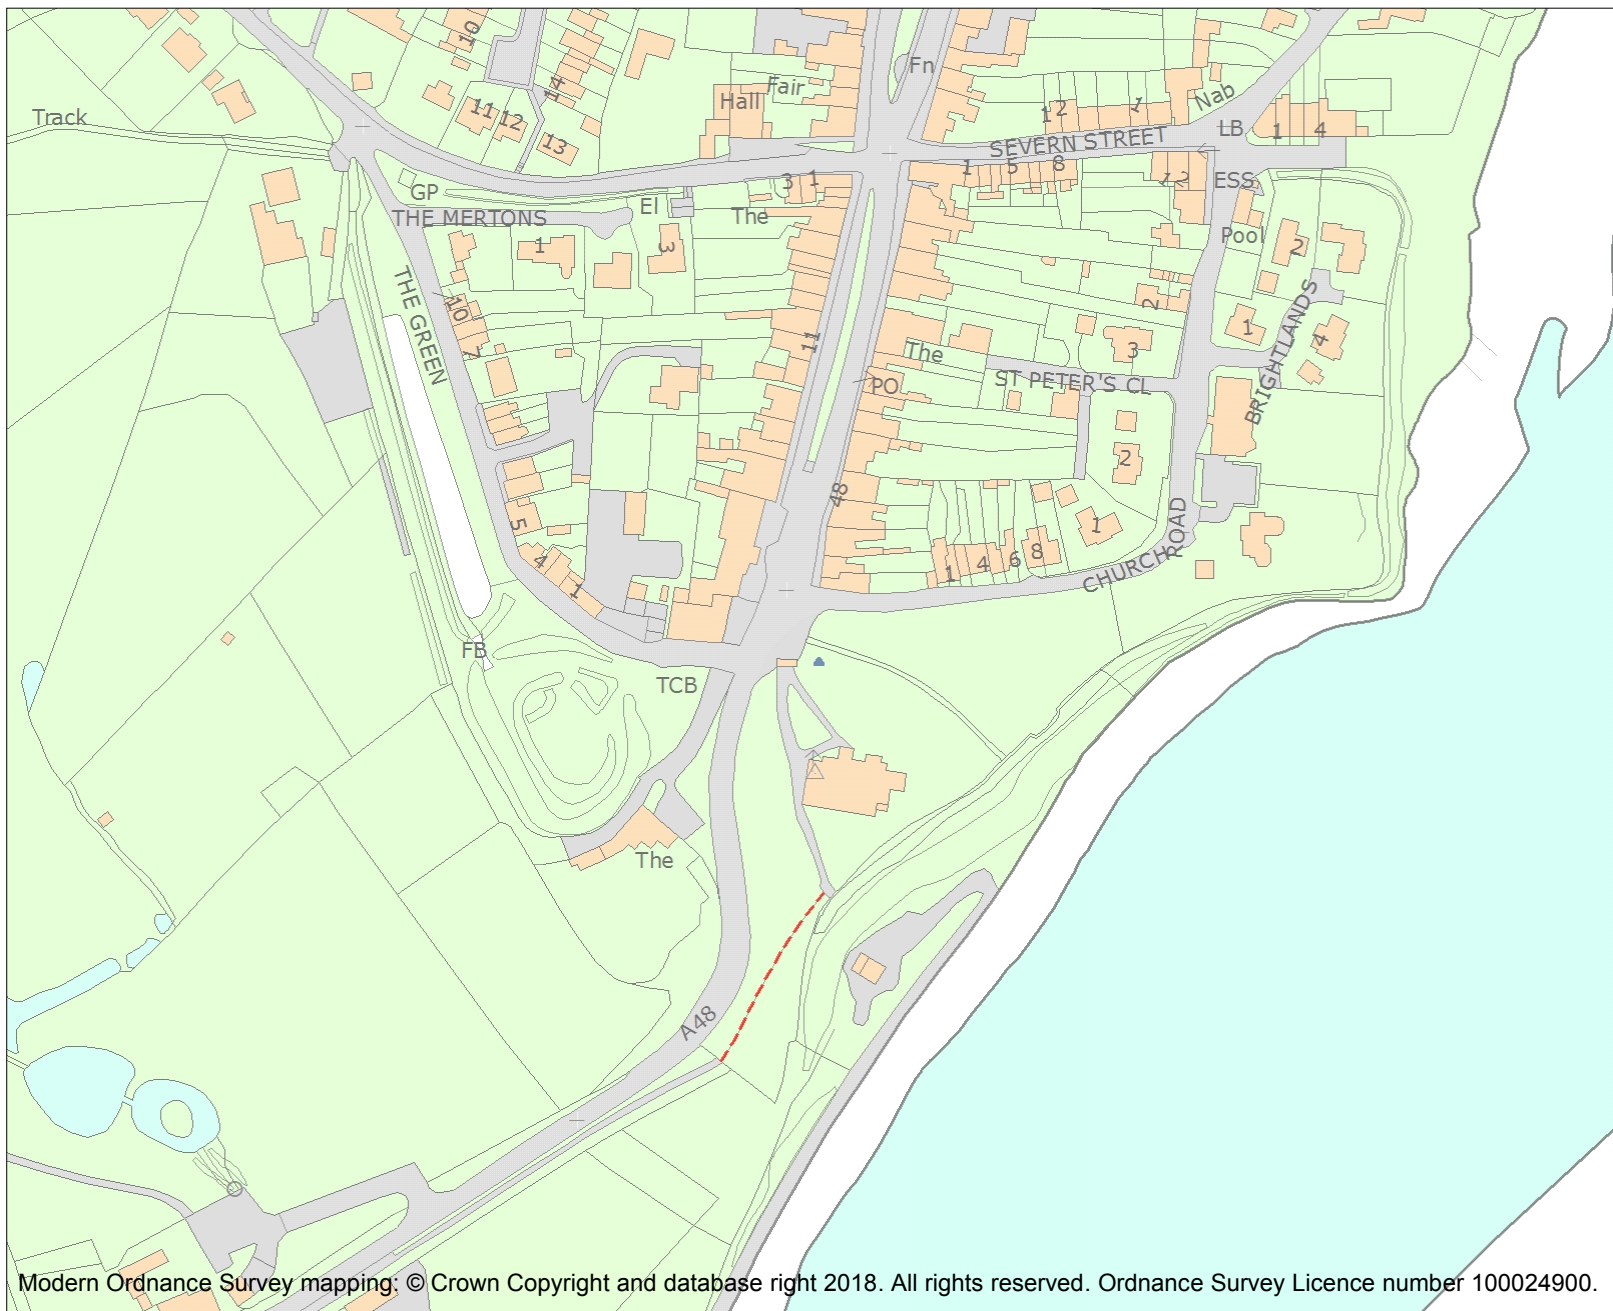 10
Fn
14
Fair
Hall
Track
11
12
1
2
1
Nab
LB
1
4
SEVERN STREET
13
1
5
8
GP
3
1
1 2
ESS
THE MERTONS
El
The
Pool
1
3
2
THE GREEN
10
2
BRIGHTLANDS
1
4
7
11
The
3
PO
ST PETER'S CL
2
48
5
1
CHURCH ROAD
4
1
1
4
6
8
FB
TCB
The
A48
Modern Ordnance Survey mapping: © Crown Copyright and database right 2018. All rights reserved. Ordnance Survey Licence number 100024900.